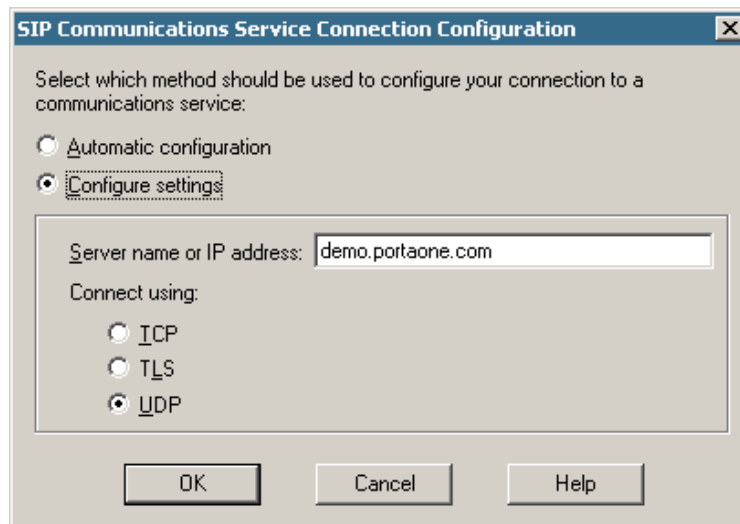 SIP Communications Service Connection Configuration
Select which method should be used to configure your connection to a
communications service:
Automatic configuration
Configure settings
Server name or IP address: demo.portaone.com
Connect using:
TCP
TLS
UDP
OK Cancel Help